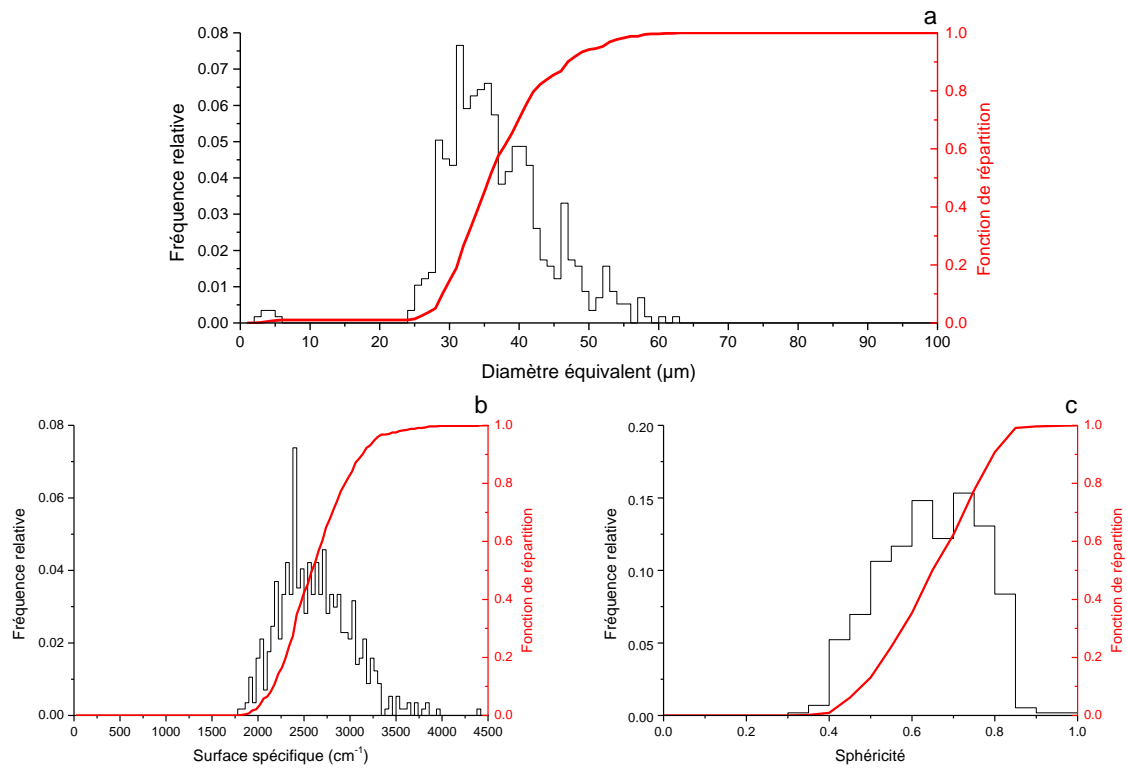 a
0.08
0.07
0.06
0.05
0.04
0.03
0.02
0.01
0.00
Fréquence relative
1.0
0.8
0.6
0.4
0.2
0.0
Fonction de répartition
0 10 20 30 40 50 60 70 80 90 100
Diamètre équivalent (µm)
b
0.08
0.06
0.04
0.02
0.00
Fréquence relative
1.0
0.8
0.6
0.4
0.2
0.0
Fonction de répartition
0 500 1000 1500 2000 2500 3000 3500 4000 4500
Surface spécifique (cm⁻¹)
c
0.20
0.15
0.10
0.05
0.00
Fréquence relative
1.0
0.8
0.6
0.4
0.2
0.0
Fonction de répartition
0.0 0.2 0.4 0.6 0.8 1.0
Sphéricité